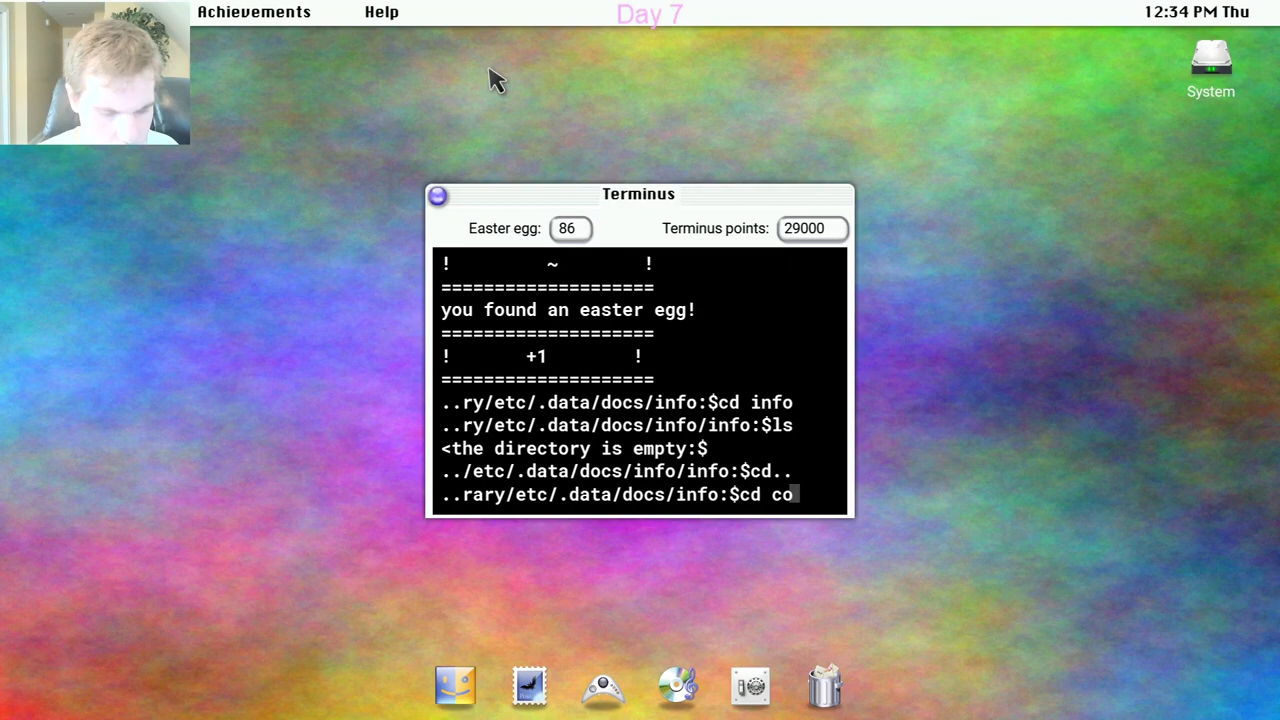 Achievements Help Day 7 12:34 PM Thu
System
Terminus
Easter egg: 86 Terminus points: 29000
! ~ !
====================
you found an easter egg!
====================
! +1 !
====================
..ry/etc/.data/docs/info:$cd info
..ry/etc/.data/docs/info/info:$ls
<the directory is empty:$
../etc/.data/docs/info/info:$cd..
..rary/etc/.data/docs/info:$cd co